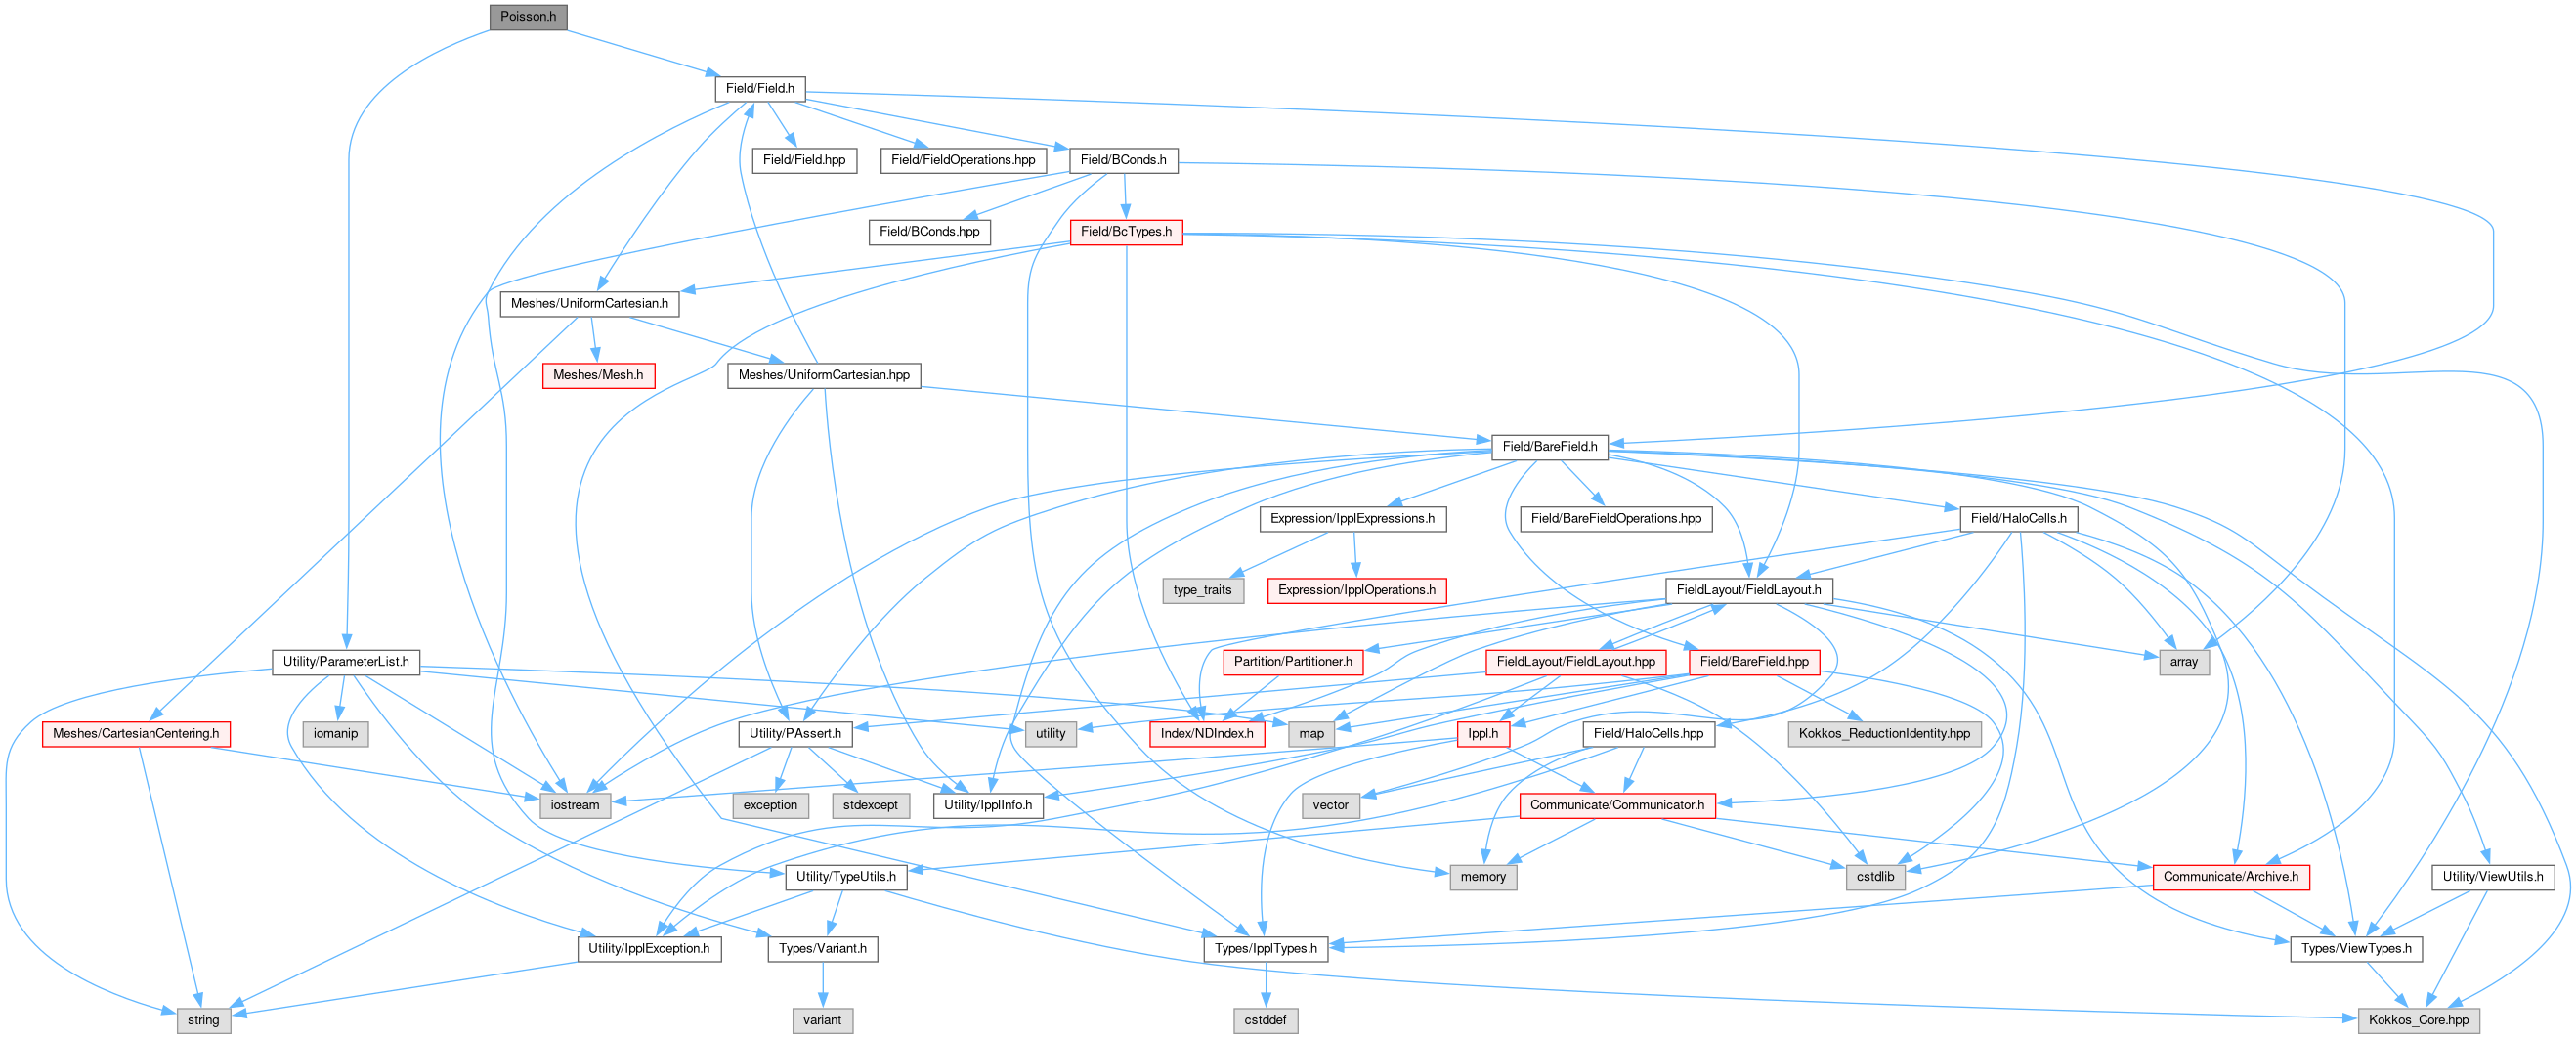 Poisson.h
Field/Field.h
Field/Field.hpp
Field/FieldOperations.hpp
Field/BConds.h
Field/BConds.hpp
Field/BcTypes.h
Meshes/UniformCartesian.h
Meshes/Mesh.h
Meshes/UniformCartesian.hpp
Field/BareField.h
Expression/IpplExpressions.h
Field/BareFieldOperations.hpp
Field/HaloCells.h
type_traits
Expression/IpplOperations.h
FieldLayout/FieldLayout.h
Utility/ParameterList.h
Partition/Partitioner.h
FieldLayout/FieldLayout.hpp
Field/BareField.hpp
array
Meshes/CartesianCentering.h
iomanip
Utility/PAssert.h
utility
Index/NDIndex.h
map
Ippl.h
Field/HaloCells.hpp
Kokkos_ReductionIdentity.hpp
iostream
exception
stdexcept
Utility/IpplInfo.h
vector
Communicate/Communicator.h
Utility/TypeUtils.h
memory
cstdlib
Communicate/Archive.h
Utility/ViewUtils.h
Utility/IpplException.h
Types/Variant.h
Types/IpplTypes.h
Types/ViewTypes.h
string
variant
cstddef
Kokkos_Core.hpp